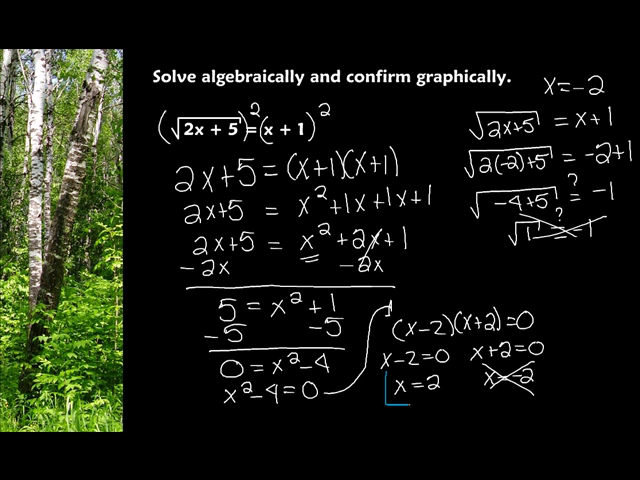 Solve algebraically and confirm graphically.
(√2x + 5)² = (x + 1)²
2x+5 = (x+1)(x+1)
2x+5 = x²+1x+1x+1
2x+5 = x²+2x+1
-2x -2x
5 = x²+1
-5 -5
0 = x²-4
x²-4=0
(x-2)(x+2)=0
x-2=0 x+2=0
x=2 x=-2
x=-2
√2x+5 = x+1
√2(-2)+5 = -2+1
√-4+5 ?= -1
√1 ?= -1